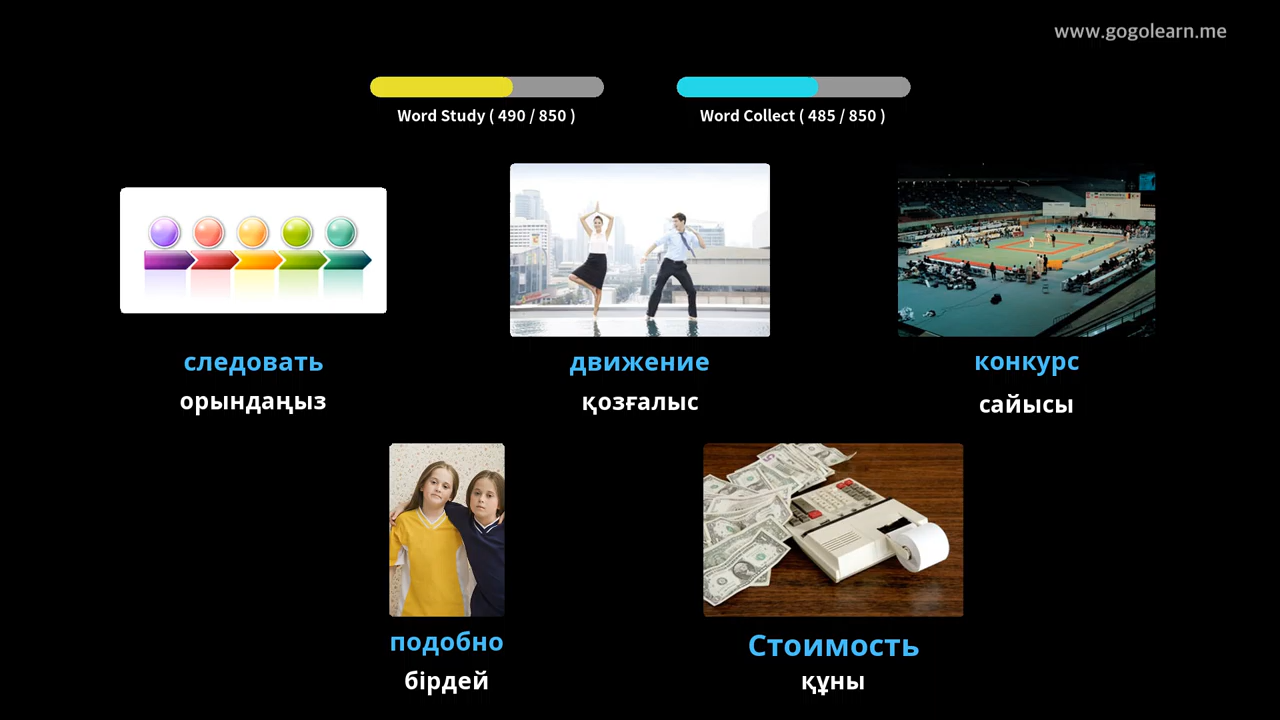 www.gogolearn.me
Word Study ( 490 / 850 )
Word Collect ( 485 / 850 )
следовать
орындаңыз
движение
қозғалыс
конкурс
сайысы
подобно
бірдей
Стоимость
құны